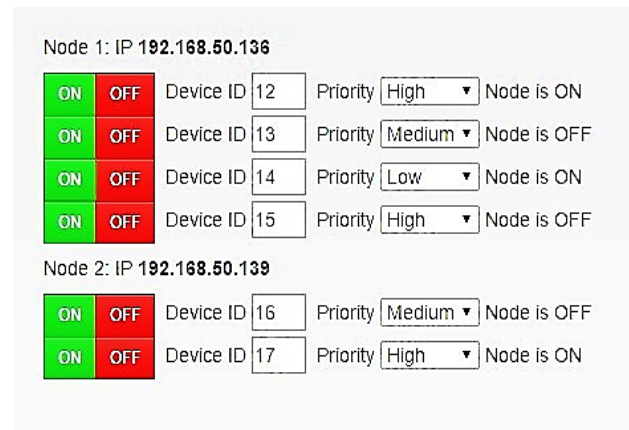 Node 1: IP 192.168.50.136
ON OFF Device ID 12 Priority High Node is ON
ON OFF Device ID 13 Priority Medium Node is OFF
ON OFF Device ID 14 Priority Low Node is ON
ON OFF Device ID 15 Priority High Node is OFF
Node 2: IP 192.168.50.139
ON OFF Device ID 16 Priority Medium Node is OFF
ON OFF Device ID 17 Priority High Node is ON